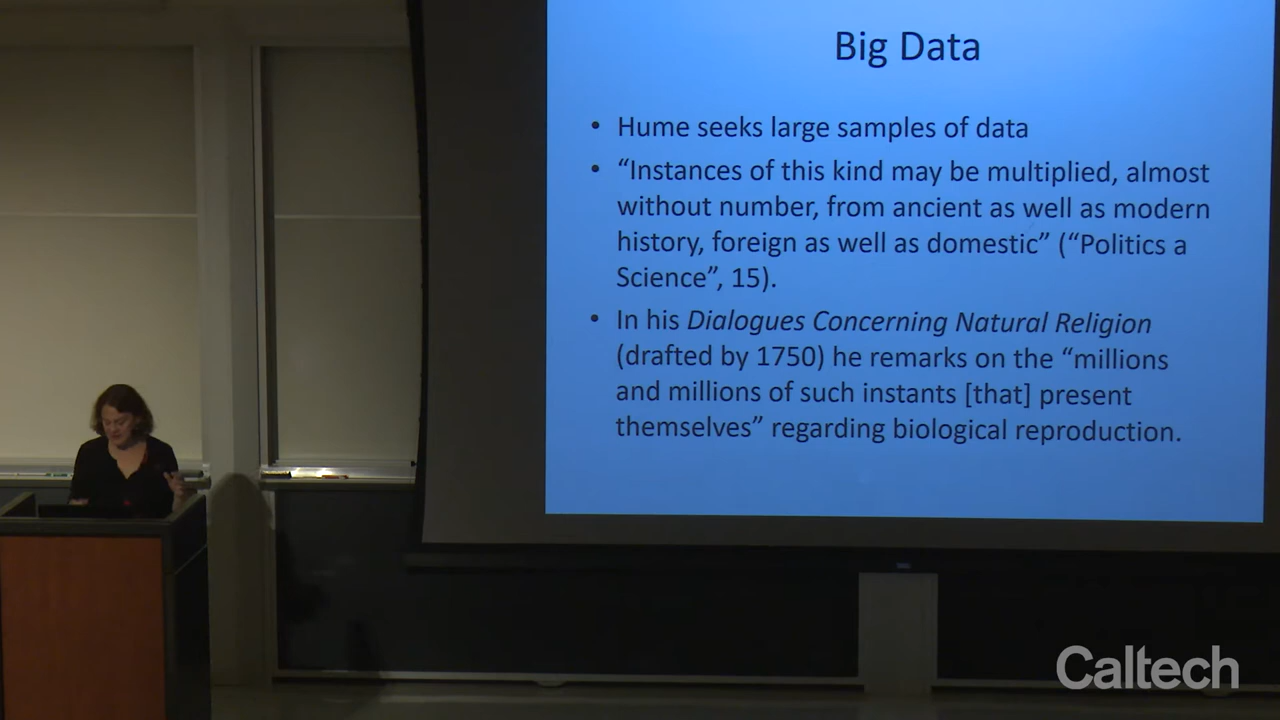 Big Data
• Hume seeks large samples of data
• “Instances of this kind may be multiplied, almost
without number, from ancient as well as modern
history, foreign as well as domestic” (“Politics a
Science”, 15).
• In his Dialogues Concerning Natural Religion
(drafted by 1750) he remarks on the “millions
and millions of such instants [that] present
themselves” regarding biological reproduction.
Caltech